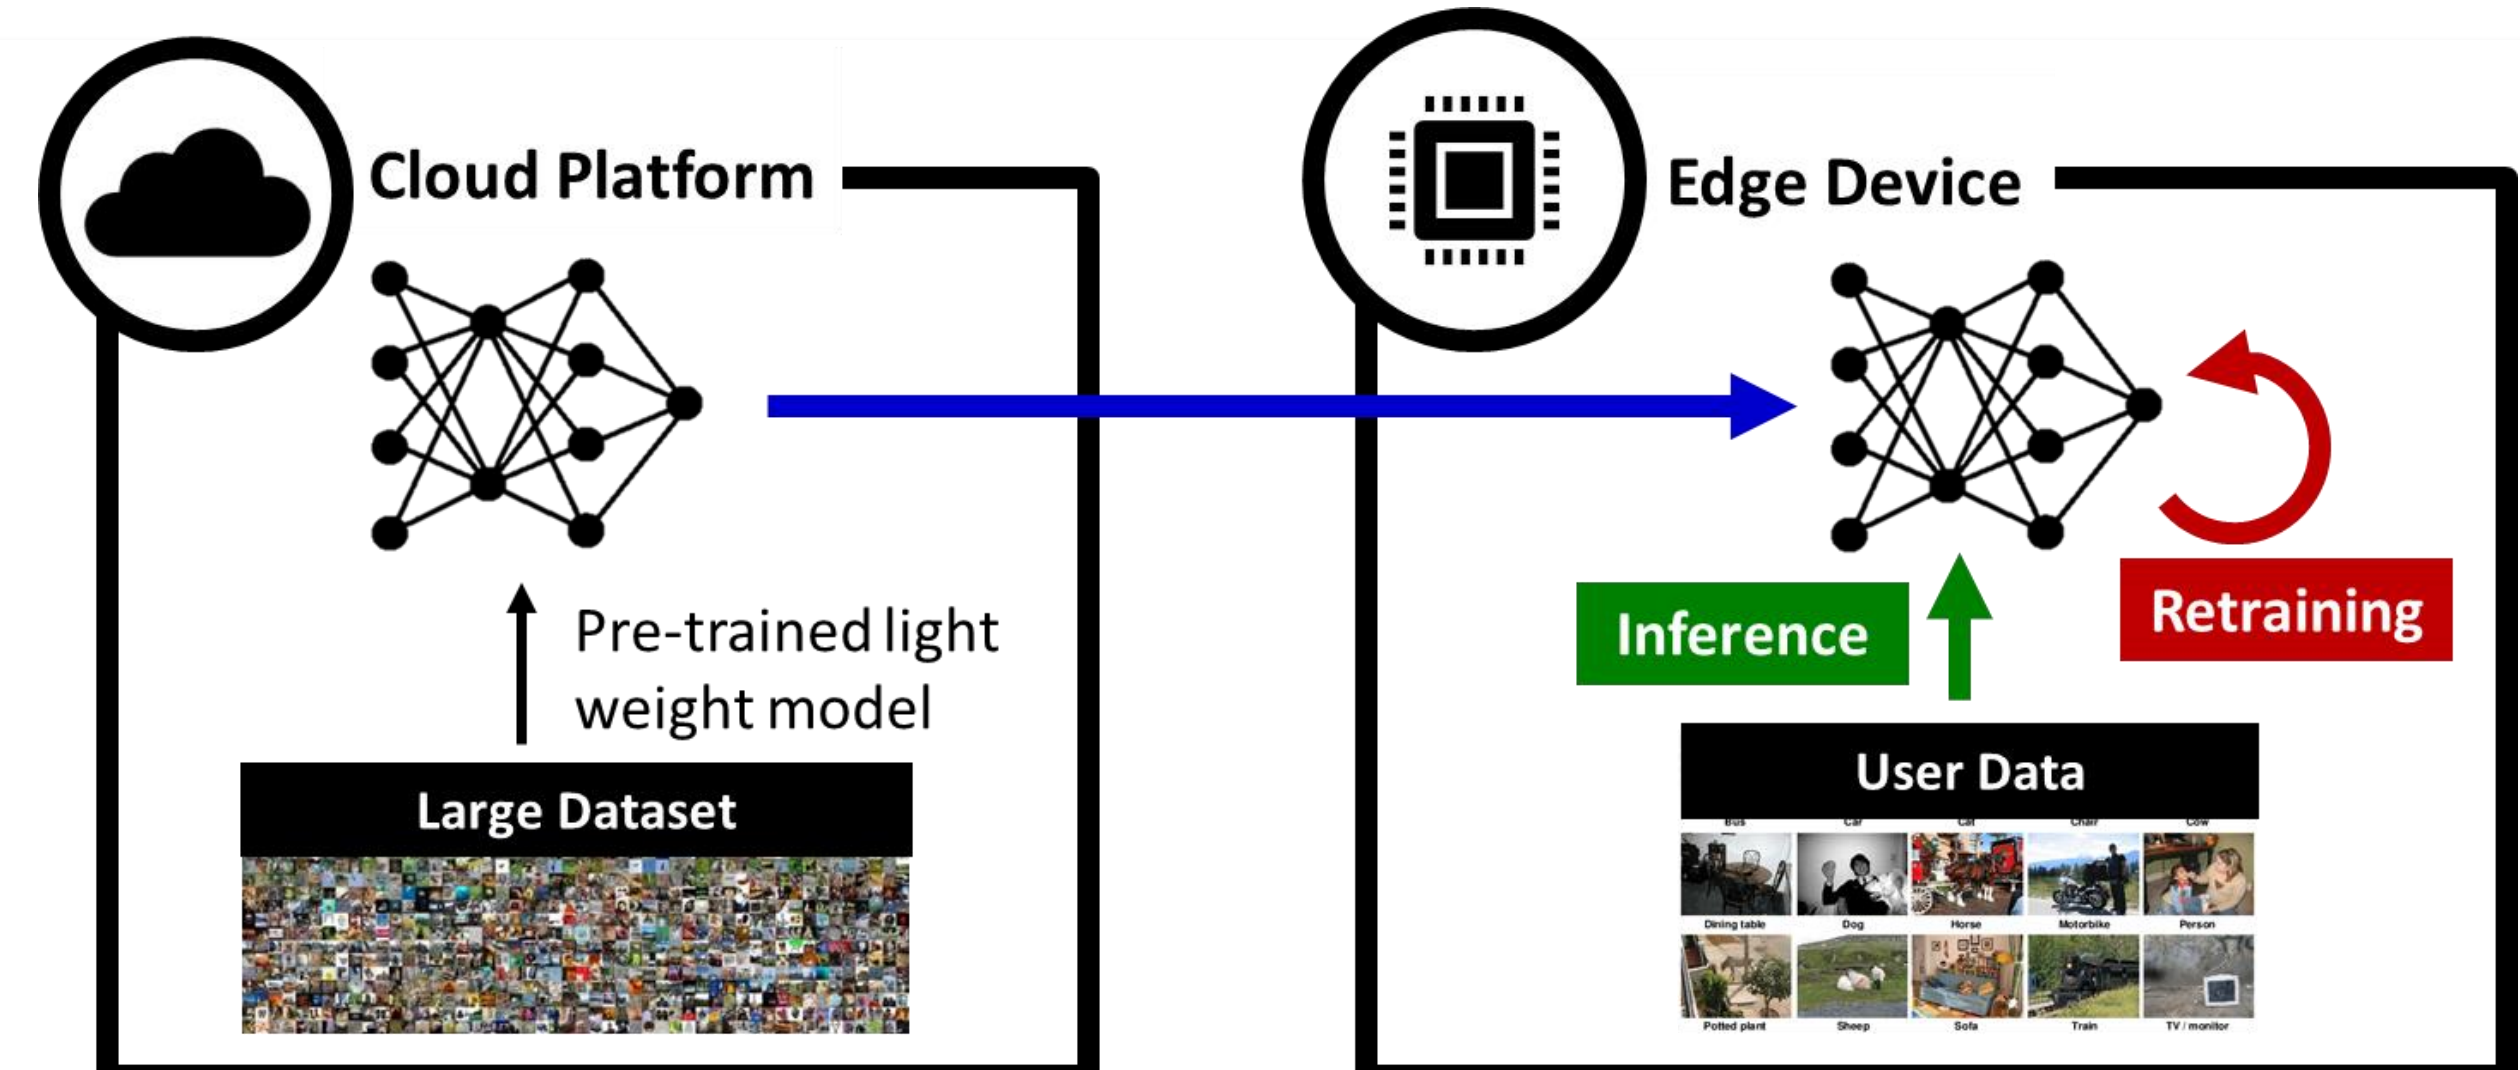 Cloud Platform
Pre-trained light
weight model
Large Dataset
Edge Device
Inference
Retraining
User Data
Bus Car Cat Chair Cow
Dining table Dog Horse Motorbike Person
Potted plant Sheep Sofa Train TV / monitor